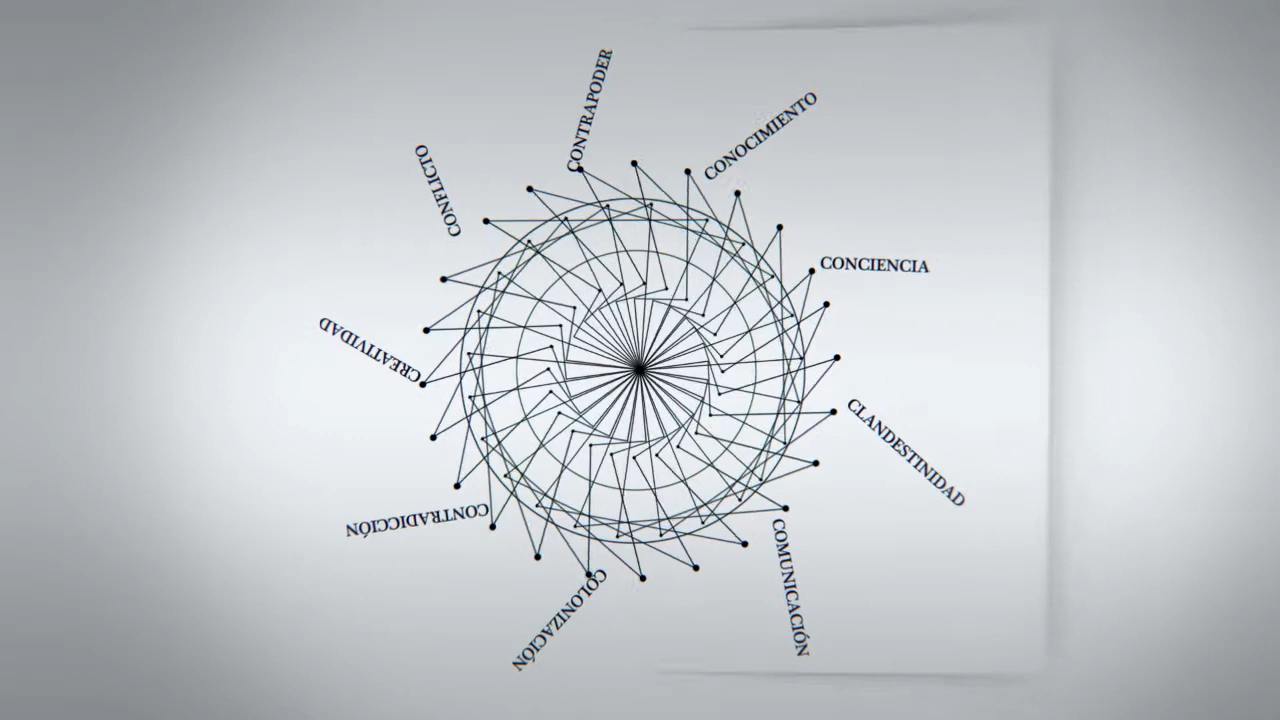 CONTRAPODER
CONOCIMIENTO
CONCIENCIA
CLANDESTINIDAD
COMUNICACIÓN
COLONIZACIÓN
CONTRADICCIÓN
CREATIVIDAD
CONFLICTO